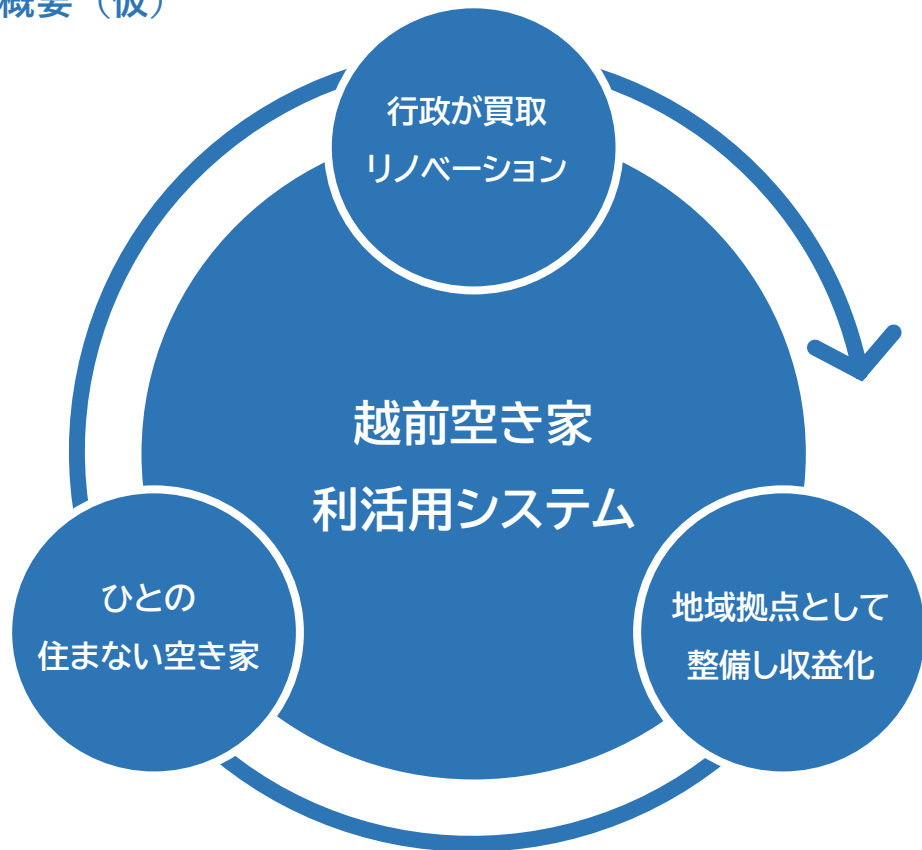 概要（仮）
行政が買取
リノベーション
越前空き家
利活用システム
ひとの
住まない空き家
地域拠点として
整備し収益化